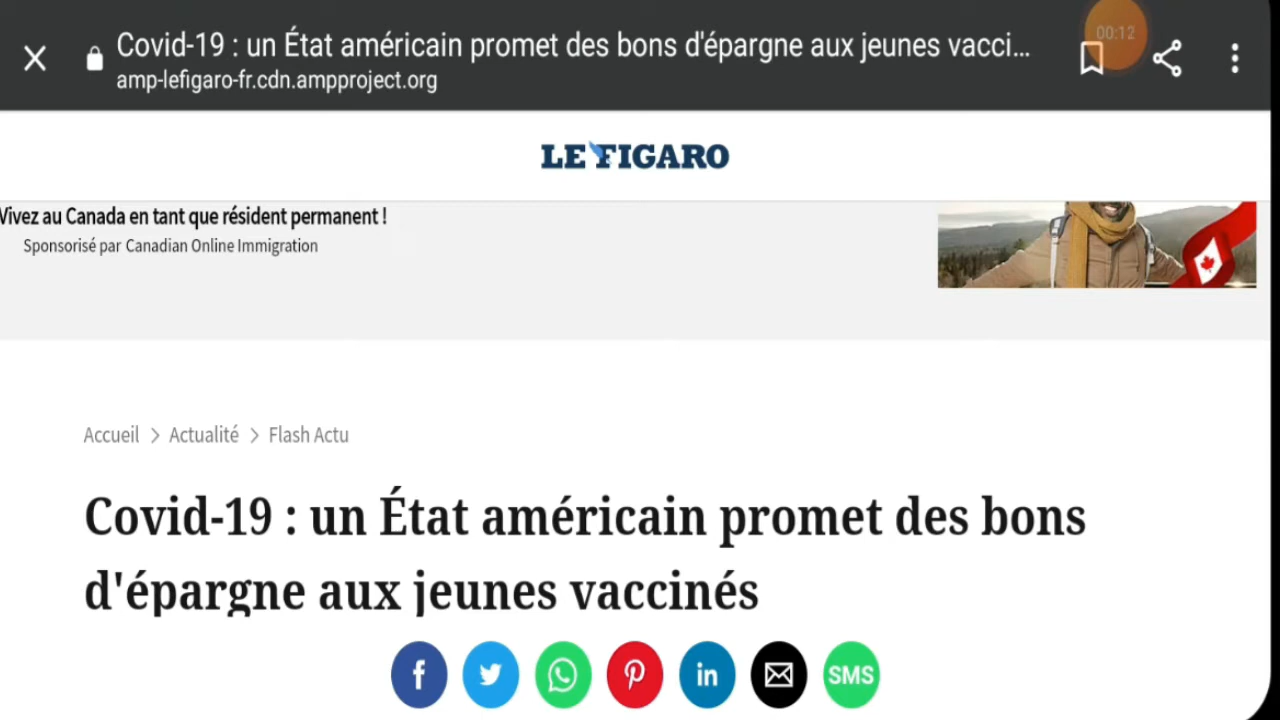 Covid-19 : un État américain promet des bons d'épargne aux jeunes vacci...
00:12
amp-lefigaro-fr.cdn.ampproject.org
LE FIGARO
Vivez au Canada en tant que résident permanent !
Sponsorisé par Canadian Online Immigration
Accueil > Actualité > Flash Actu
Covid-19 : un État américain promet des bons
d'épargne aux jeunes vaccinés
SMS